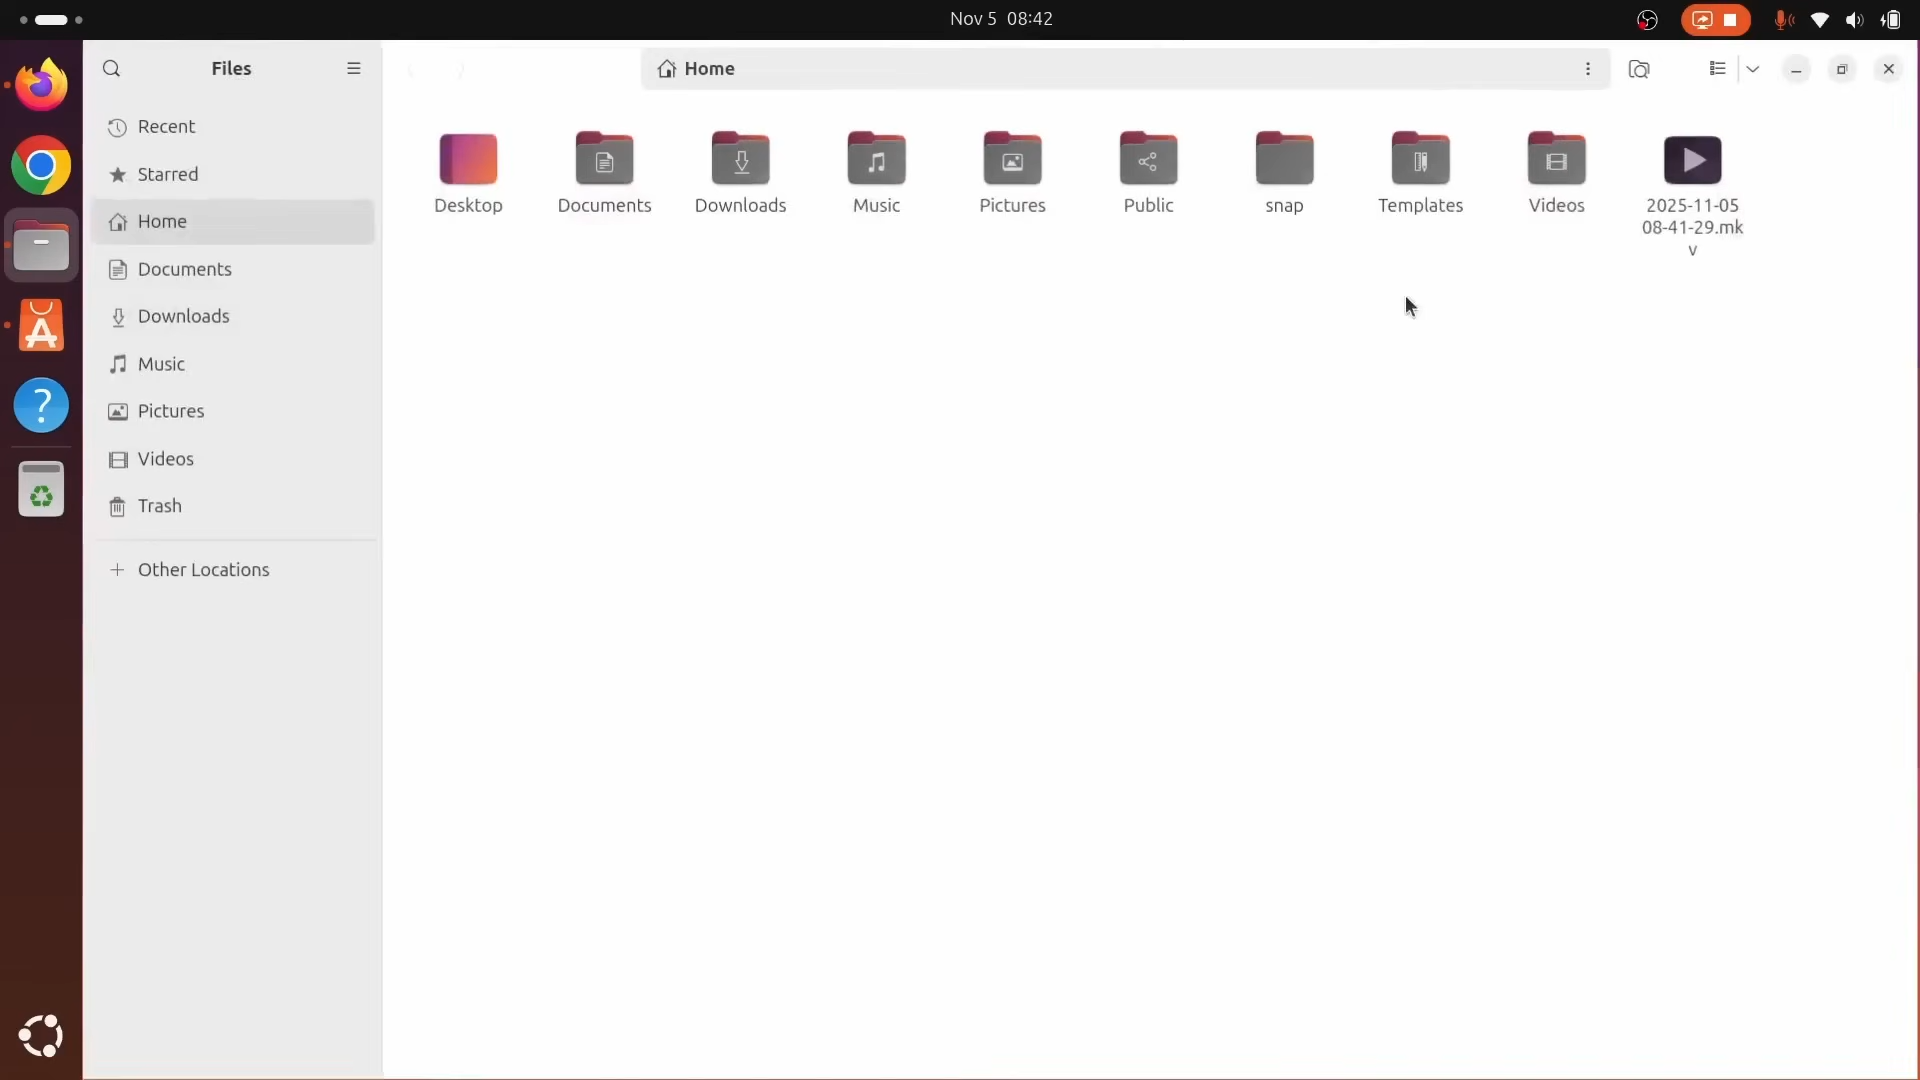 Nov 5 08:42
Files
Home
Recent
Starred
Home
Documents
Downloads
Music
Pictures
Videos
Trash
Other Locations
Desktop
Documents
Downloads
Music
Pictures
Public
snap
Templates
Videos
2025-11-05
08-41-29.mk
v